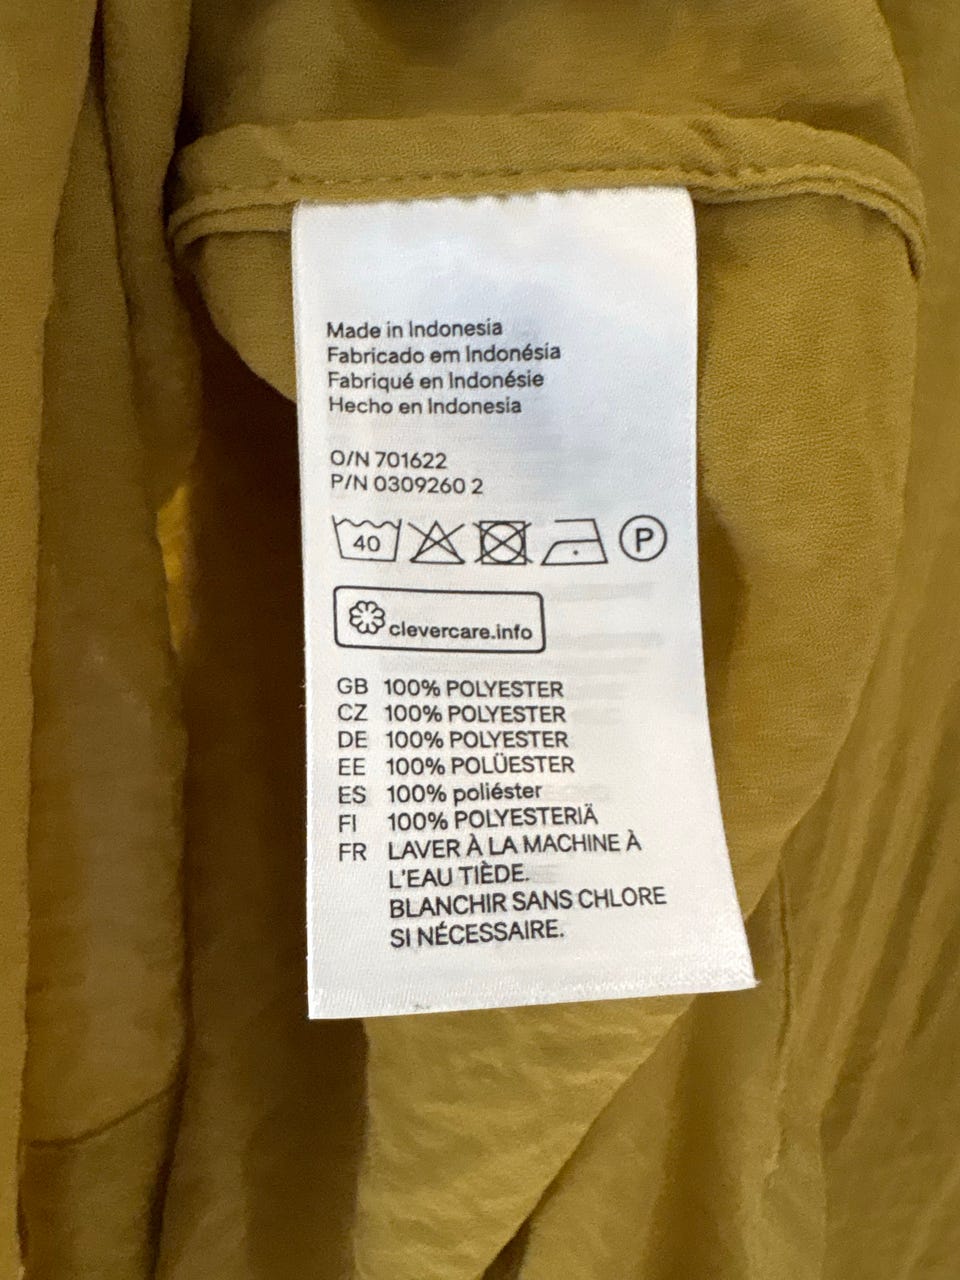 Made in Indonesia
Fabricado em Indonésia
Fabriqué en Indonésie
Hecho en Indonesia
O/N 701622
P/N 0309260 2
40 P
clevercare.info
GB 100% POLYESTER
CZ 100% POLYESTER
DE 100% POLYESTER
EE 100% POLÜESTER
ES 100% poliéster
FI 100% POLYESTERIÄ
FR LAVER À LA MACHINE À
L'EAU TIÈDE.
BLANCHIR SANS CHLORE
SI NÉCESSAIRE.